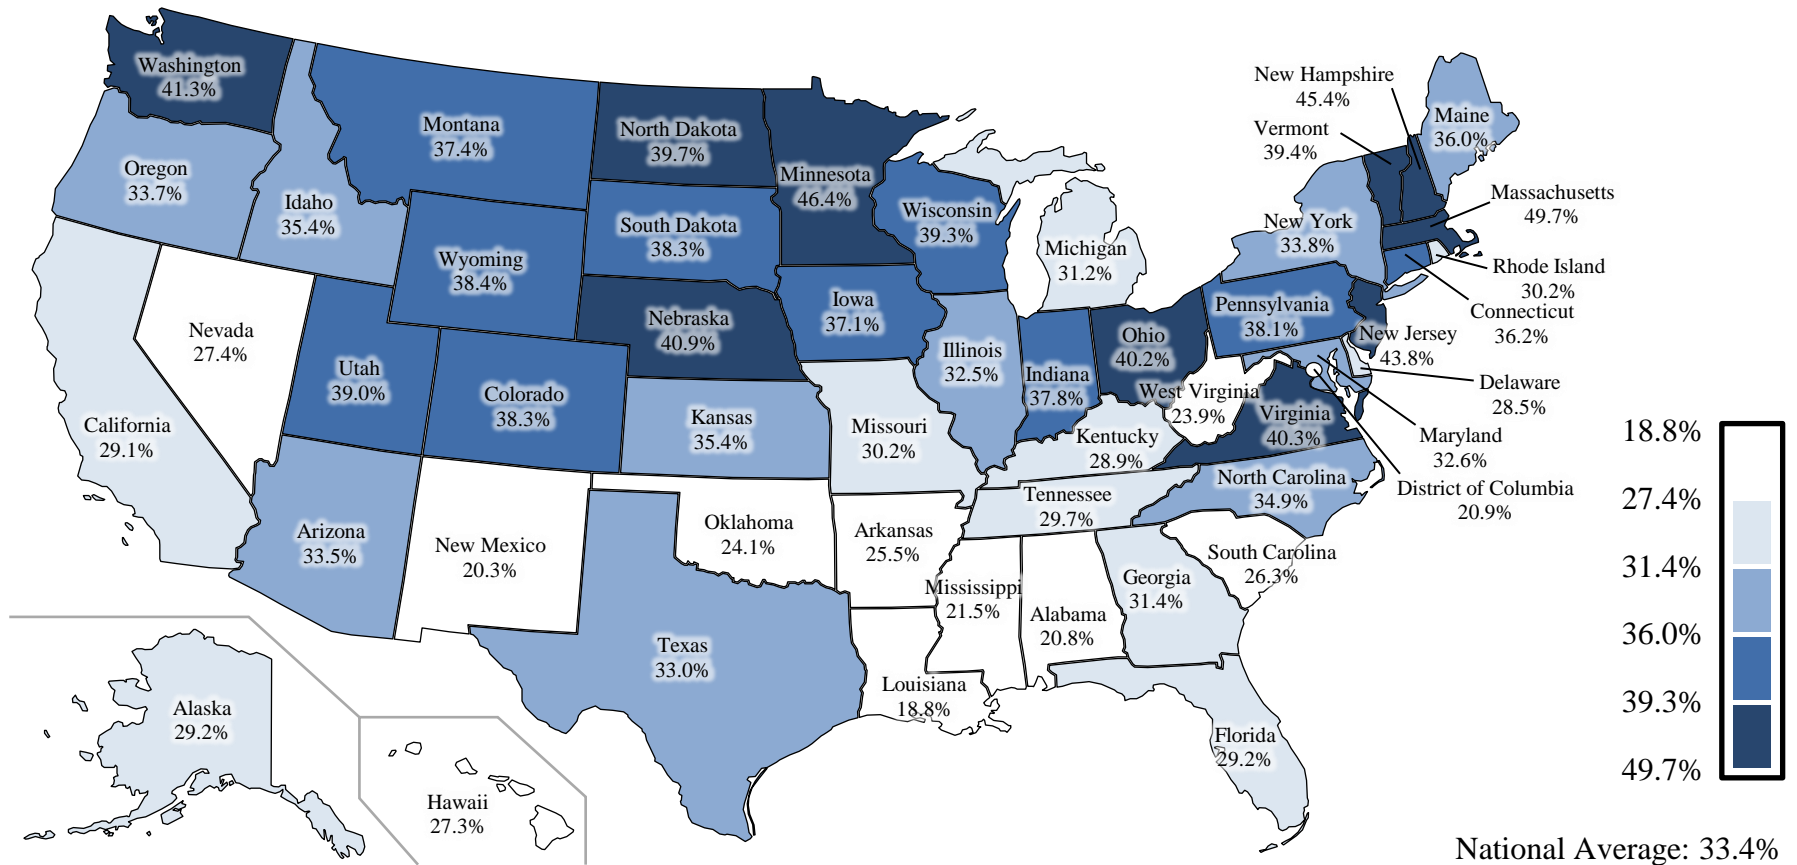 Washington
41.3%
Oregon
33.7%
Idaho
35.4%
Montana
37.4%
North Dakota
39.7%
Minnesota
46.4%
South Dakota
38.3%
Wisconsin
39.3%
Michigan
31.2%
New York
33.8%
New Hampshire
45.4%
Vermont
39.4%
Maine
36.0%
Massachusetts
49.7%
Rhode Island
30.2%
Connecticut
36.2%
New Jersey
43.8%
Delaware
28.5%
Maryland
32.6%
District of Columbia
20.9%
Wyoming
38.4%
Nebraska
40.9%
Iowa
37.1%
Illinois
32.5%
Indiana
37.8%
Ohio
40.2%
Pennsylvania
38.1%
West Virginia
23.9%
Virginia
40.3%
Nevada
27.4%
Utah
39.0%
Colorado
38.3%
Kansas
35.4%
Missouri
30.2%
Kentucky
28.9%
California
29.1%
Arizona
33.5%
New Mexico
20.3%
Oklahoma
24.1%
Arkansas
25.5%
Tennessee
29.7%
North Carolina
34.9%
South Carolina
26.3%
Texas
33.0%
Louisiana
18.8%
Mississippi
21.5%
Alabama
20.8%
Georgia
31.4%
Florida
29.2%
Alaska
29.2%
Hawaii
27.3%
18.8%
27.4%
31.4%
36.0%
39.3%
49.7%
National Average: 33.4%